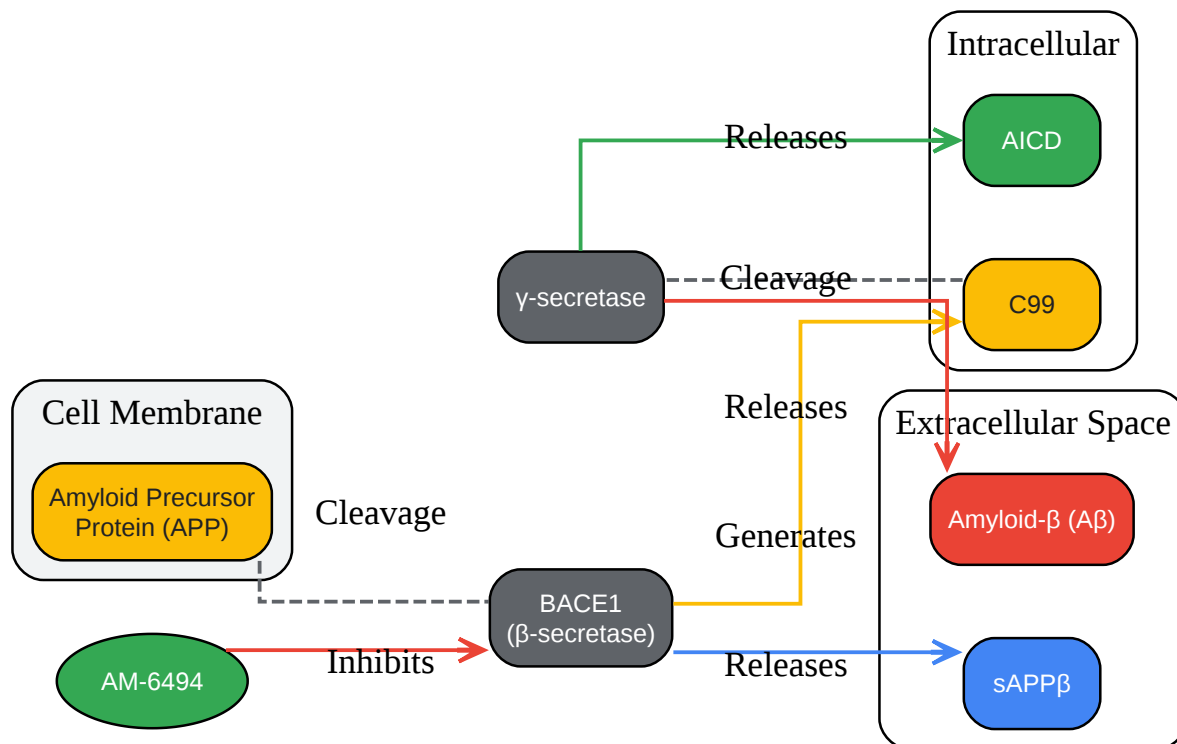 Intracellular
Releases
AICD
Cleavage
γ-secretase
C99
Cell Membrane
Releases
Extracellular Space
Amyloid Precursor
Protein (APP)
Cleavage
Amyloid-β (Aβ)
Generates
BACE1
(β-secretase)
AM-6494
Inhibits
Releases
sAPPβ